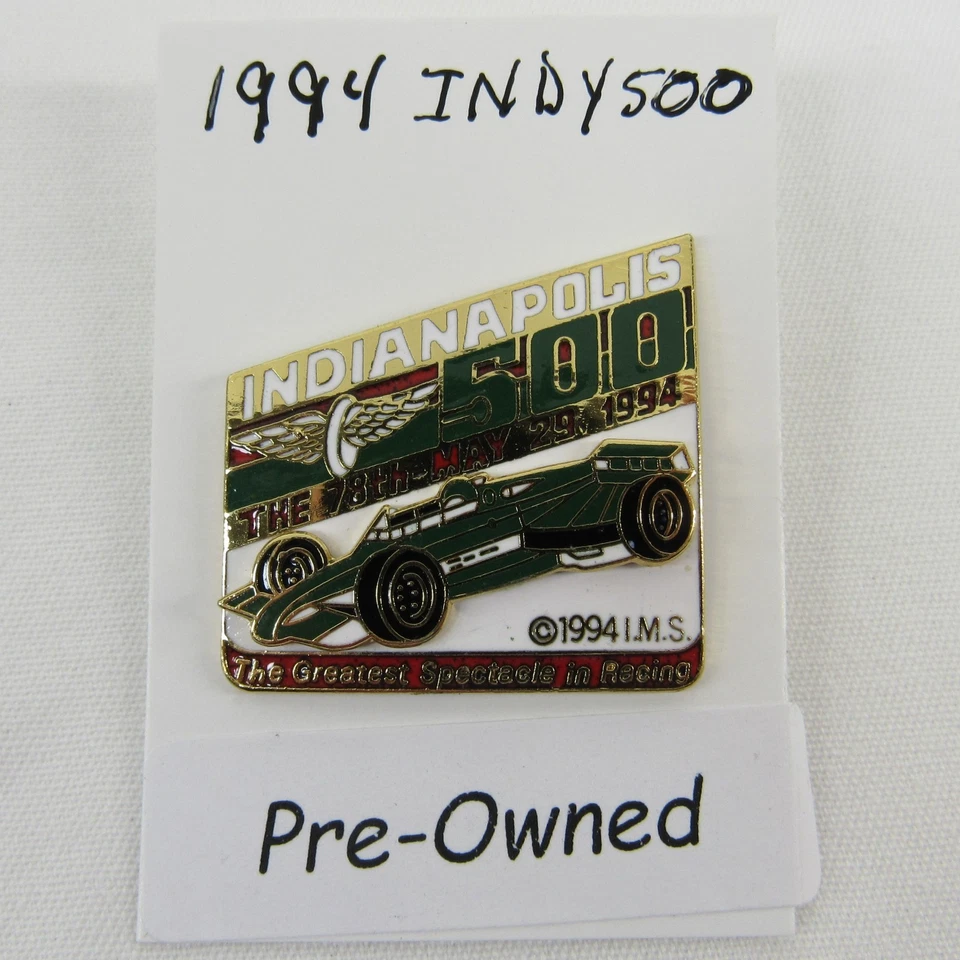 1994 INDY500
INDIANAPOLIS
500
THE 78th-MAY 29, 1994
©1994 I.M.S.
The Greatest Spectacle in Racing
Pre-Owned